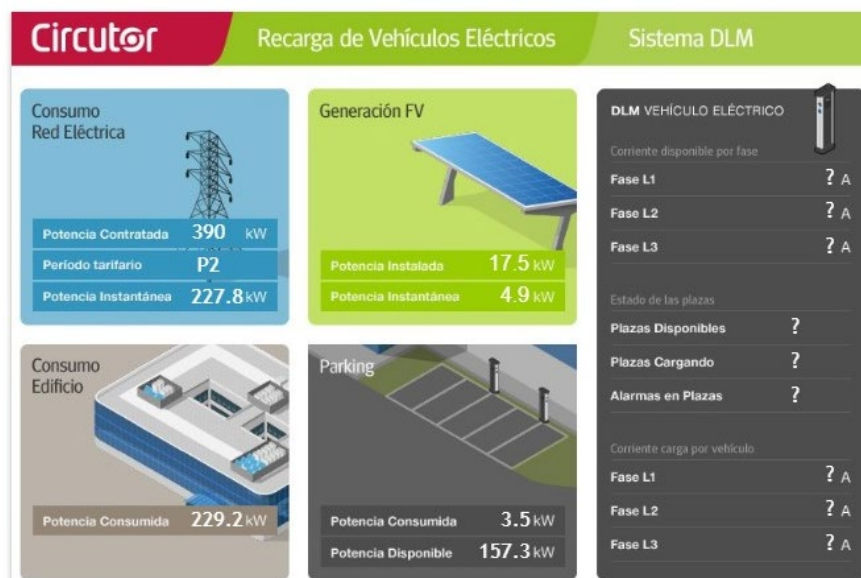 Circutor
Recarga de Vehículos Eléctricos
Sistema DLM
Consumo
Red Eléctrica
Potencia Contratada 390 kW
Período tarifario P2
Potencia Instantánea 227.8 kW
Generación FV
Potencia Instalada 17.5 kW
Potencia Instantánea 4.9 kW
Consumo
Edificio
Potencia Consumida 229.2 kW
Parking
Potencia Consumida 3.5 kW
Potencia Disponible 157.3 kW
DLM VEHÍCULO ELÉCTRICO
Corriente disponible por fase
Fase L1 ? A
Fase L2 ? A
Fase L3 ? A
Estado de las plazas
Plazas Disponibles ?
Plazas Cargando ?
Alarmas en Plazas ?
Corriente carga por vehículo
Fase L1 ? A
Fase L2 ? A
Fase L3 ? A